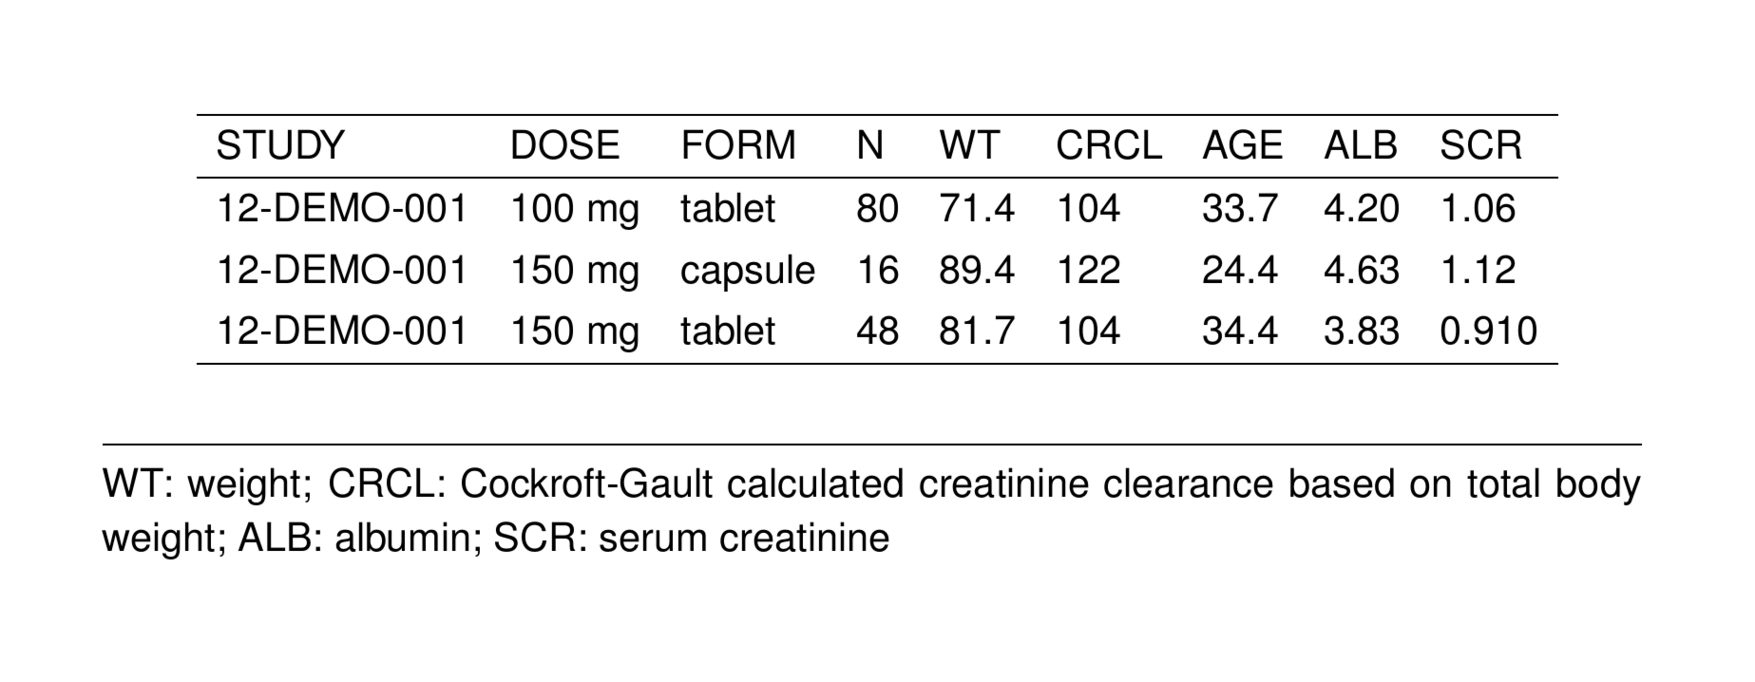 STUDY DOSE FORM N WT CRCL AGE ALB SCR
12-DEMO-001 100 mg tablet 80 71.4 104 33.7 4.20 1.06
12-DEMO-001 150 mg capsule 16 89.4 122 24.4 4.63 1.12
12-DEMO-001 150 mg tablet 48 81.7 104 34.4 3.83 0.910
WT: weight; CRCL: Cockroft-Gault calculated creatinine clearance based on total body
weight; ALB: albumin; SCR: serum creatinine